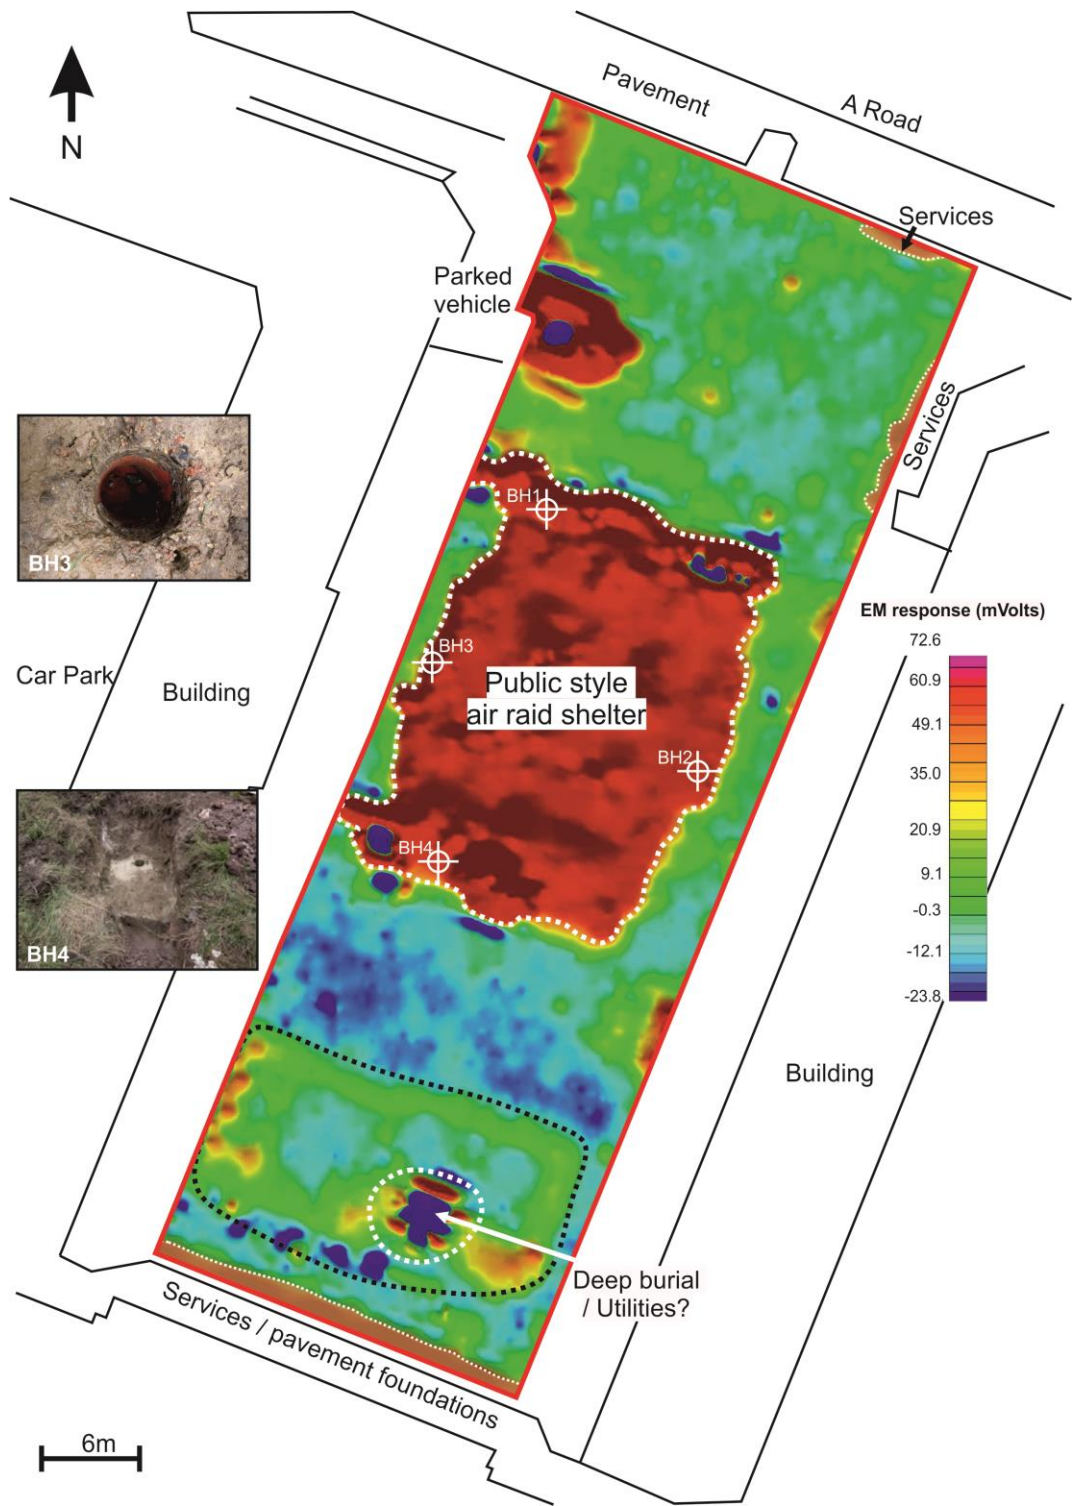 Pavement
A Road
N
Services
Parked
vehicle
Services
BH1
BH3
EM response (mVolts)
72.6
60.9
49.1
35.0
20.9
9.1
-0.3
-12.1
-23.8
BH3
Car Park
Building
Public style
air raid shelter
BH2
BH4
BH4
Building
Deep burial
/ Utilities?
Services / pavement foundations
6m